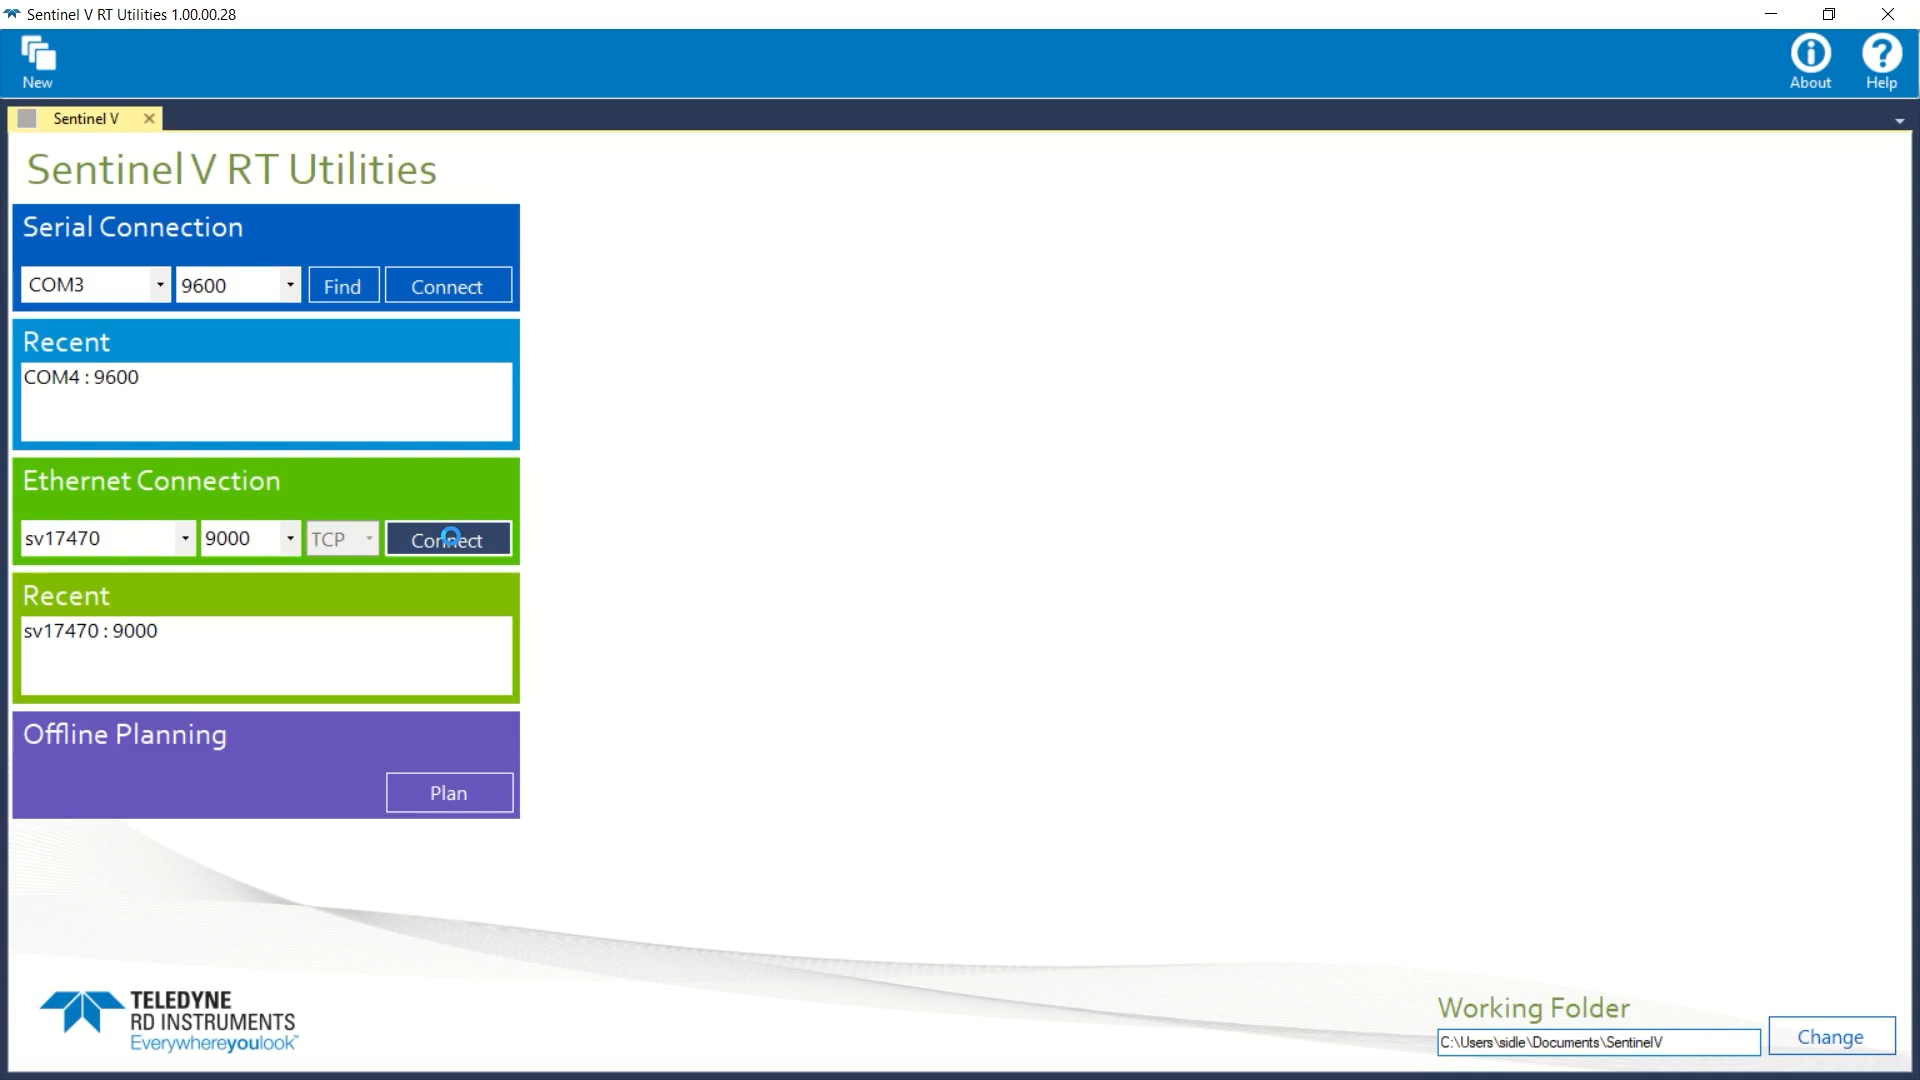 Sentinel V RT Utilities 1.00.00.28
New
About
Help
Sentinel V
Sentinel V RT Utilities
Serial Connection
COM3 9600 Find Connect
Recent
COM4 : 9600
Ethernet Connection
sv17470 9000 TCP Connect
Recent
sv17470 : 9000
Offline Planning
Plan
TELEDYNE
RD INSTRUMENTS
Everywhereyoulook™
Working Folder
C:\Users\sidle\Documents\SentinelV
Change